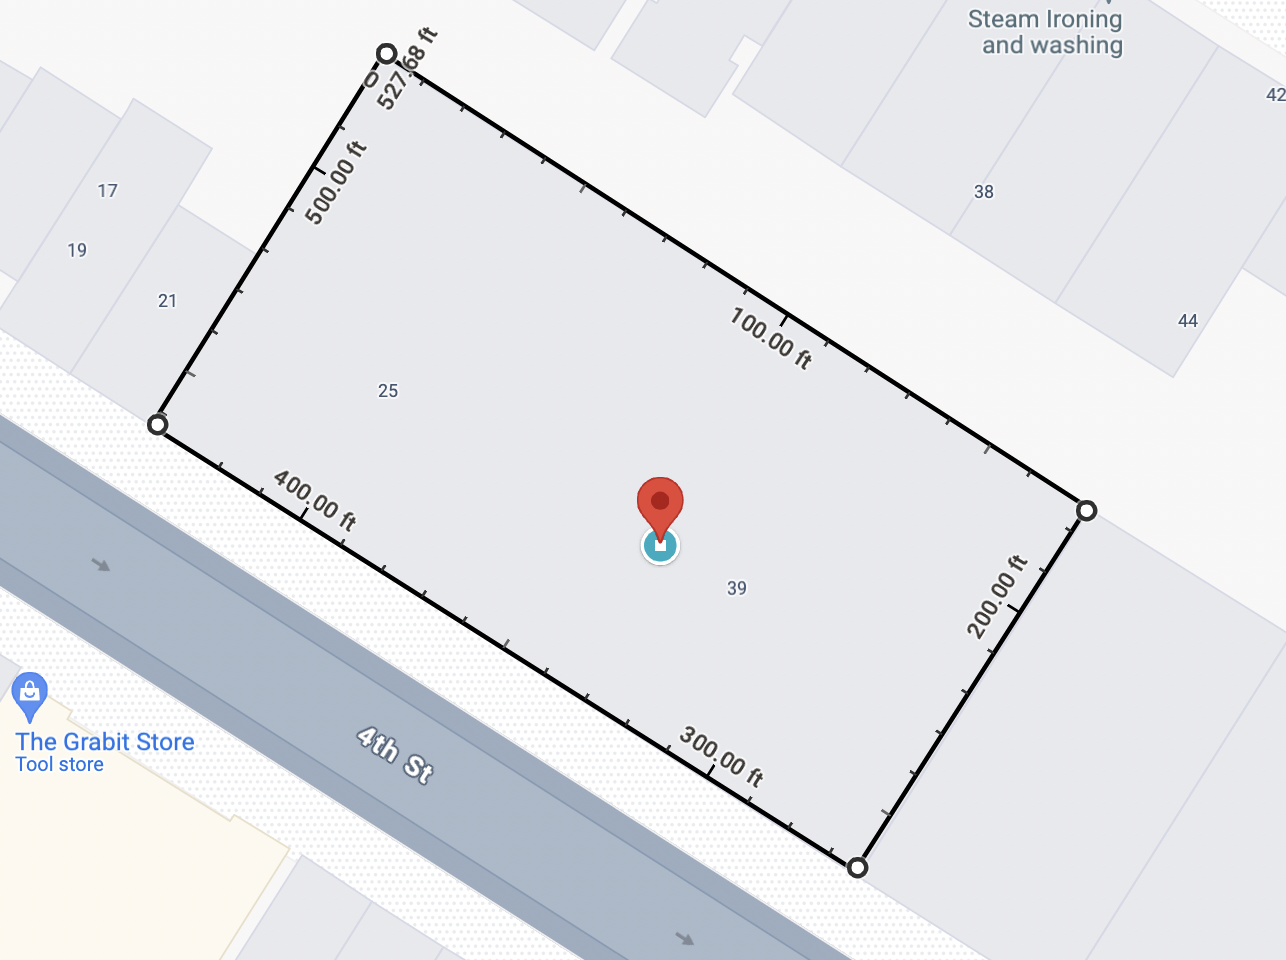 Steam Ironing
and washing
42
0
527.68 ft
500.00 ft
17
38
19
21
44
100.00 ft
25
400.00 ft
39
200.00 ft
300.00 ft
4th St
The Grabit Store
Tool store